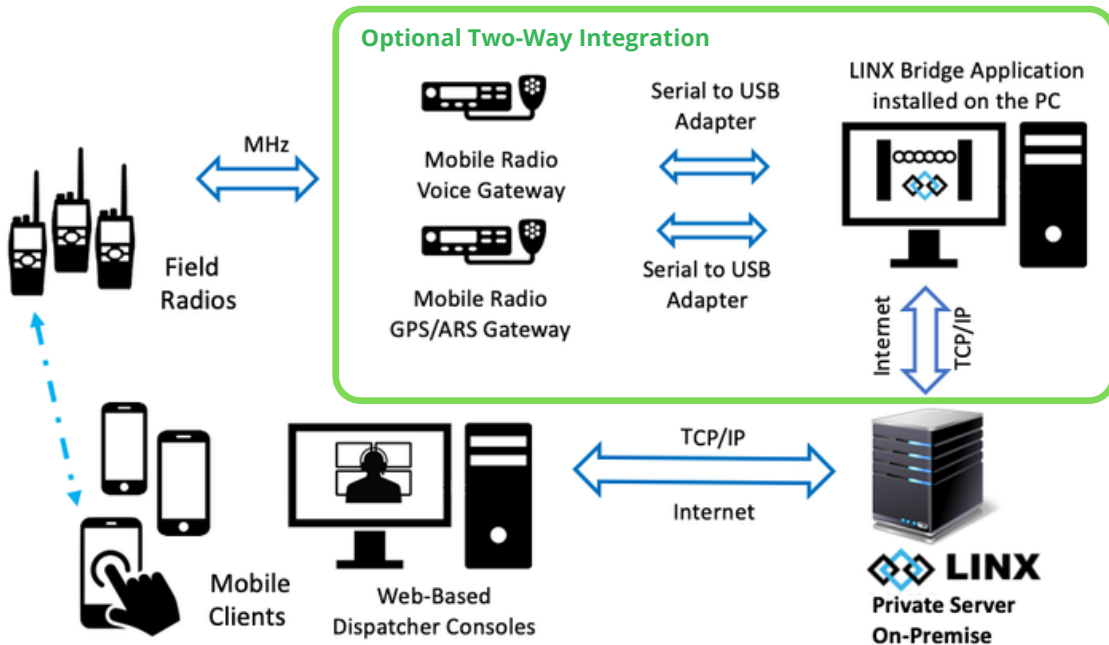 Optional Two-Way Integration
MHz
Field
Radios
Mobile Radio
Voice Gateway
Mobile Radio
GPS/ARS Gateway
Serial to USB
Adapter
Serial to USB
Adapter
LINX Bridge Application
installed on the PC
Internet
TCP/IP
Mobile
Clients
Web-Based
Dispatcher Consoles
TCP/IP
Internet
LINX
Private Server
On-Premise